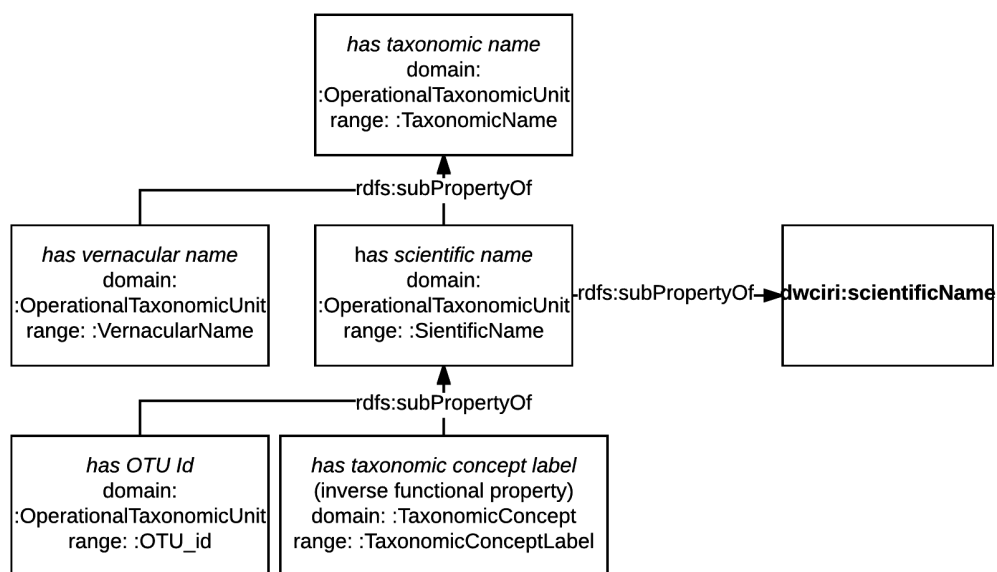 has taxonomic name
domain:
:OperationalTaxonomicUnit
range: :TaxonomicName
rdfs:subPropertyOf
has vernacular name
domain:
:OperationalTaxonomicUnit
range: :VernacularName
has scientific name
domain:
:OperationalTaxonomicUnit
range: :SientificName
rdfs:subPropertyOf
dwciri:scientificName
rdfs:subPropertyOf
has OTU Id
domain:
:OperationalTaxonomicUnit
range: :OTU_id
has taxonomic concept label
(inverse functional property)
domain: :TaxonomicConcept
range: :TaxonomicConceptLabel